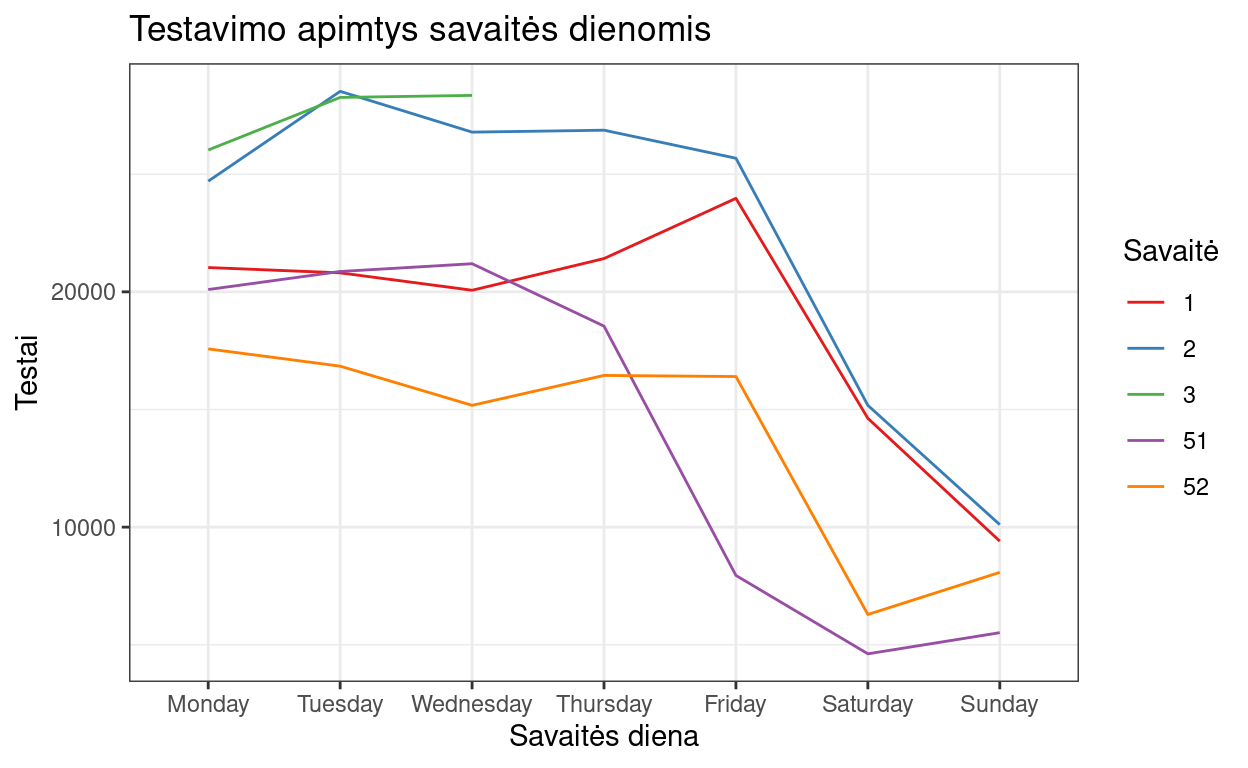 Testavimo apimtys savaitės dienomis
Testai
20000
10000
Monday Tuesday Wednesday Thursday Friday Saturday Sunday
Savaitės diena
Savaitė
1
2
3
51
52